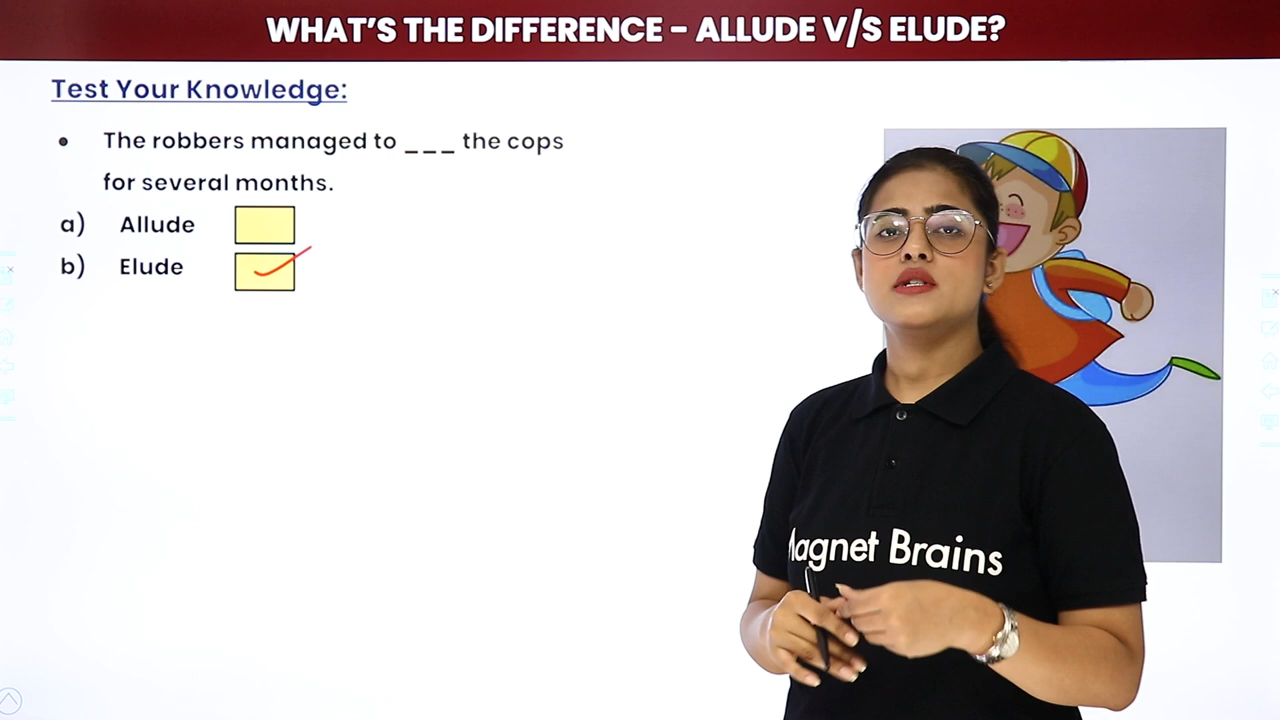 WHAT'S THE DIFFERENCE - ALLUDE V/S ELUDE?
Test Your Knowledge:
• The robbers managed to ___ the cops
for several months.
a) Allude
b) Elude
Magnet Brains